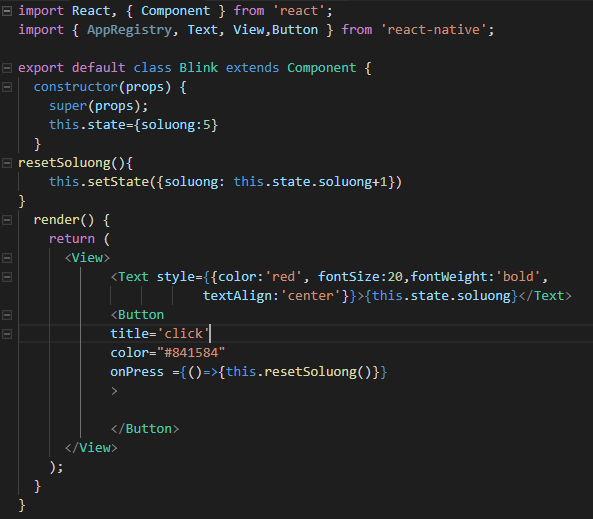 import React, { Component } from 'react';
import { AppRegistry, Text, View,Button } from 'react-native';

export default class Blink extends Component {
  constructor(props) {
    super(props);
    this.state={soluong:5}
  }
resetSoluong(){
    this.setState({soluong: this.state.soluong+1})
}
  render() {
    return (
      <View>
            <Text style={{color:'red', fontSize:20,fontWeight:'bold',
                        textAlign:'center'}}>{this.state.soluong}</Text>
            <Button
            title='click'
            color="#841584"
            onPress ={()=>{this.resetSoluong()}}
            >

            </Button>
      </View>
    );
  }
}